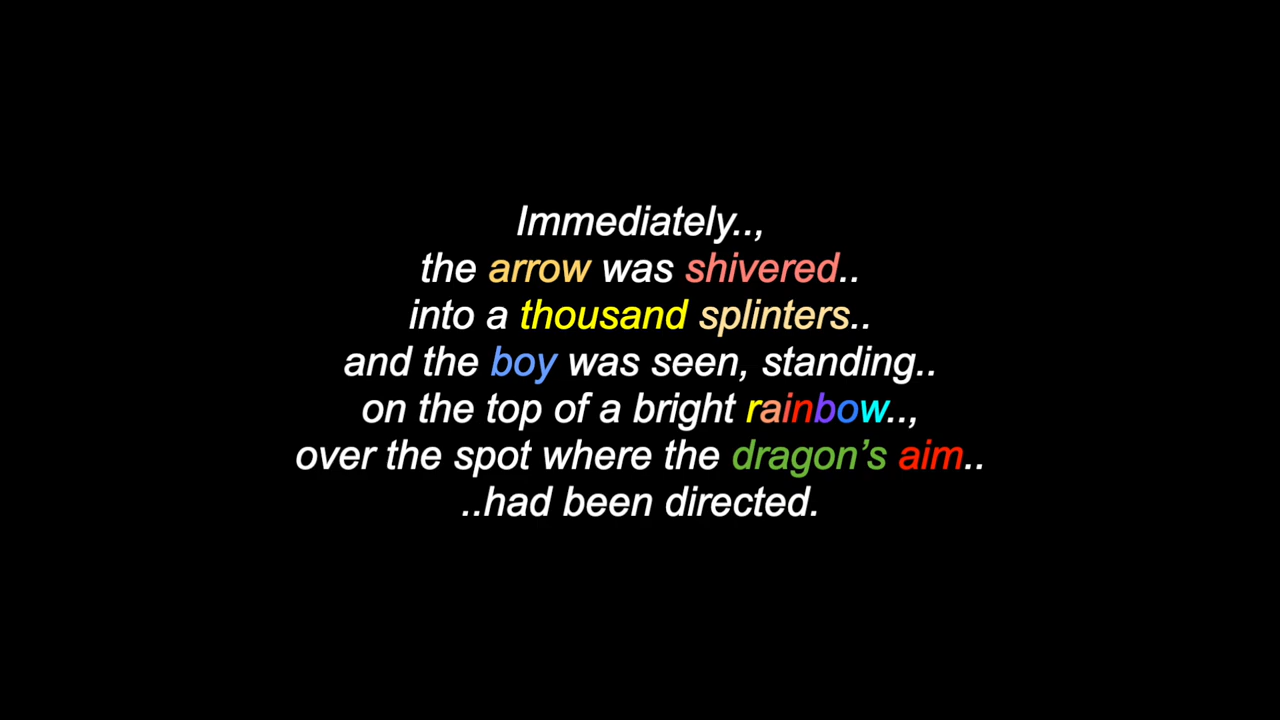 Immediately..,
the arrow was shivered..
into a thousand splinters..
and the boy was seen, standing..
on the top of a bright rainbow..,
over the spot where the dragon’s aim..
..had been directed.